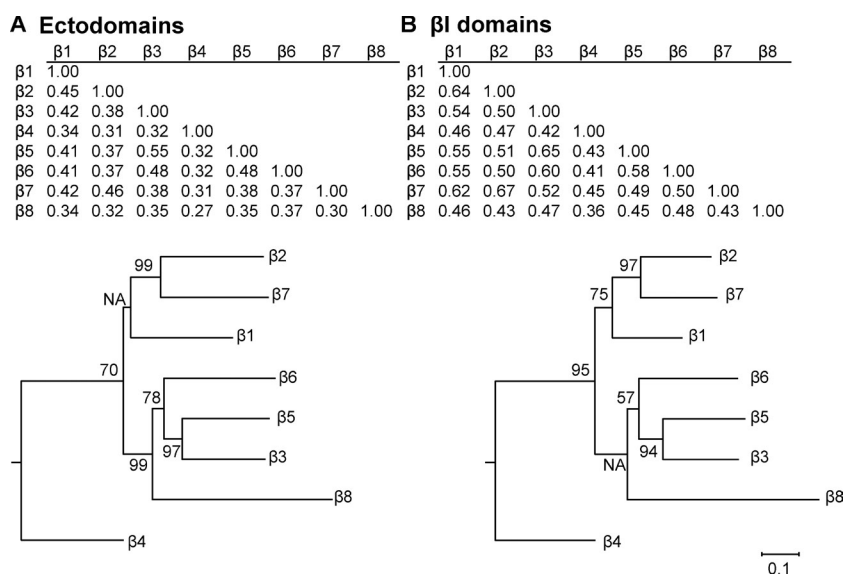 A Ectodomains
β1 β2 β3 β4 β5 β6 β7 β8
β1 1.00
β2 0.45 1.00
β3 0.42 0.38 1.00
β4 0.34 0.31 0.32 1.00
β5 0.41 0.37 0.55 0.32 1.00
β6 0.41 0.37 0.48 0.32 0.48 1.00
β7 0.42 0.46 0.38 0.31 0.38 0.37 1.00
β8 0.34 0.32 0.35 0.27 0.35 0.37 0.30 1.00
99
β2
β7
NA
β1
70
β6
78
β5
97
β3
99
β8
β4
B βI domains
β1 β2 β3 β4 β5 β6 β7 β8
β1 1.00
β2 0.64 1.00
β3 0.54 0.50 1.00
β4 0.46 0.47 0.42 1.00
β5 0.55 0.51 0.65 0.43 1.00
β6 0.55 0.50 0.60 0.41 0.58 1.00
β7 0.62 0.67 0.52 0.45 0.49 0.50 1.00
β8 0.46 0.43 0.47 0.36 0.45 0.48 0.43 1.00
97
β2
β7
75
β1
95
β6
57
β5
94
β3
NA
β8
β4
0.1